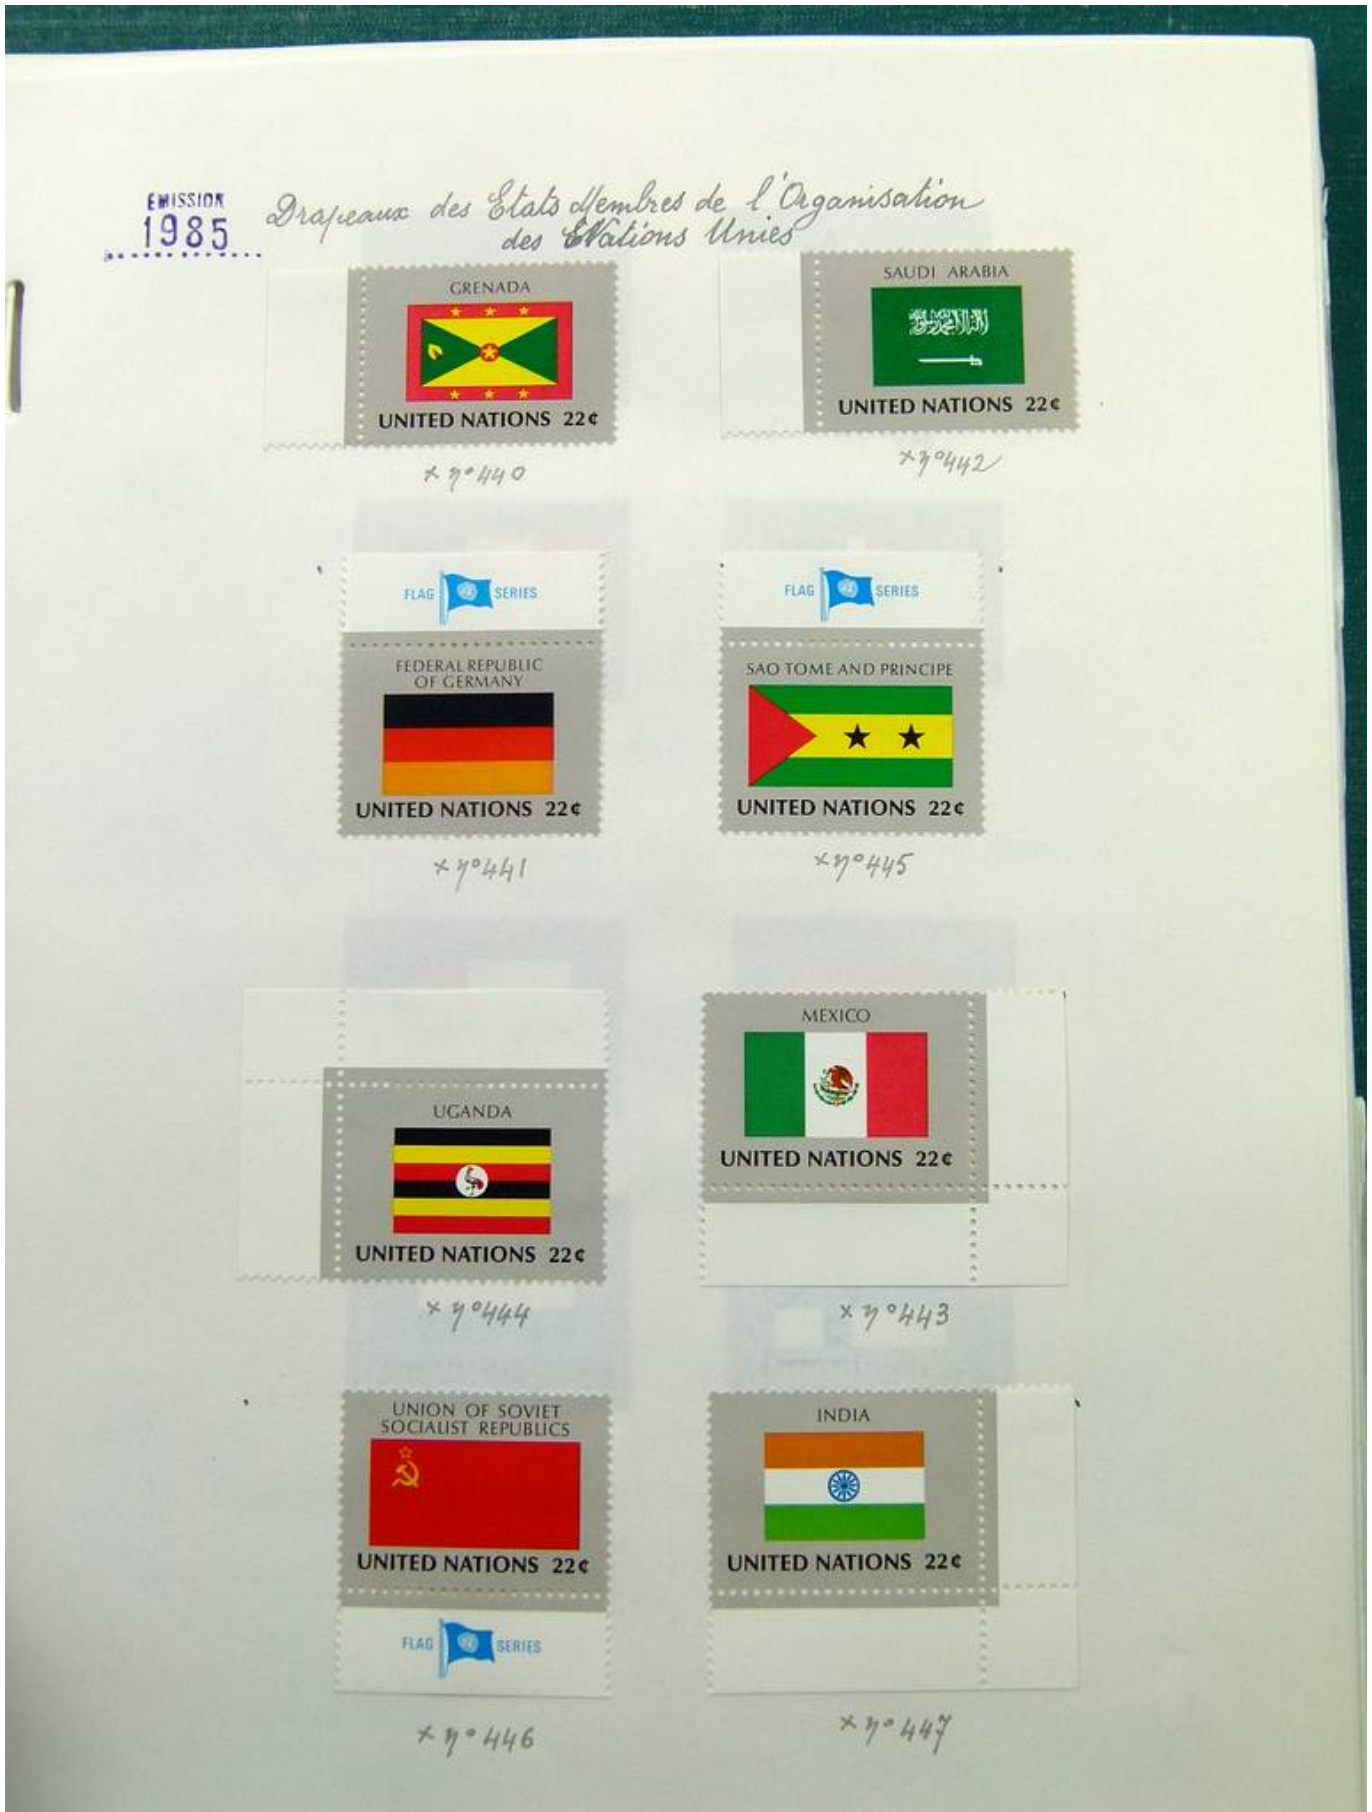 EMISSION
1985
Drapeaux des Etats Membres de l'Organisation
des Nations Unies
GRENADA
UNITED NATIONS 22¢
x n° 440
SAUDI ARABIA
UNITED NATIONS 22¢
x n° 442
FLAG SERIES
FEDERAL REPUBLIC
OF GERMANY
UNITED NATIONS 22¢
x n° 441
FLAG SERIES
SAO TOME AND PRINCIPE
UNITED NATIONS 22¢
x n° 445
UGANDA
UNITED NATIONS 22¢
x n° 444
MEXICO
UNITED NATIONS 22¢
x n° 443
UNION OF SOVIET
SOCIALIST REPUBLICS
UNITED NATIONS 22¢
FLAG SERIES
x n° 446
INDIA
UNITED NATIONS 22¢
x n° 447